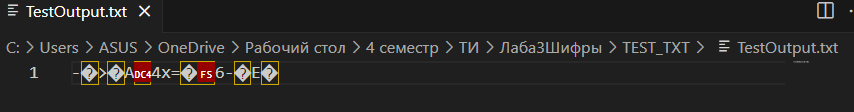 TestOutput.txt
C: > Users > ASUS > OneDrive > Рабочий стол > 4 семестр > ТИ > Лаба3Шифры > TEST_TXT > TestOutput.txt
1 -�>�ADC44x=�FS6-�E�